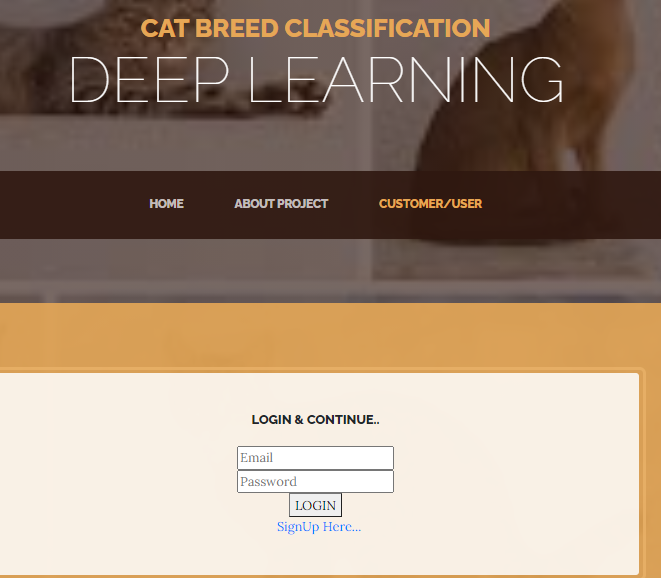 CAT BREED CLASSIFICATION
DEEP LEARNING
HOME ABOUT PROJECT CUSTOMER/USER
LOGIN & CONTINUE..
Email
Password
LOGIN
SignUp Here...